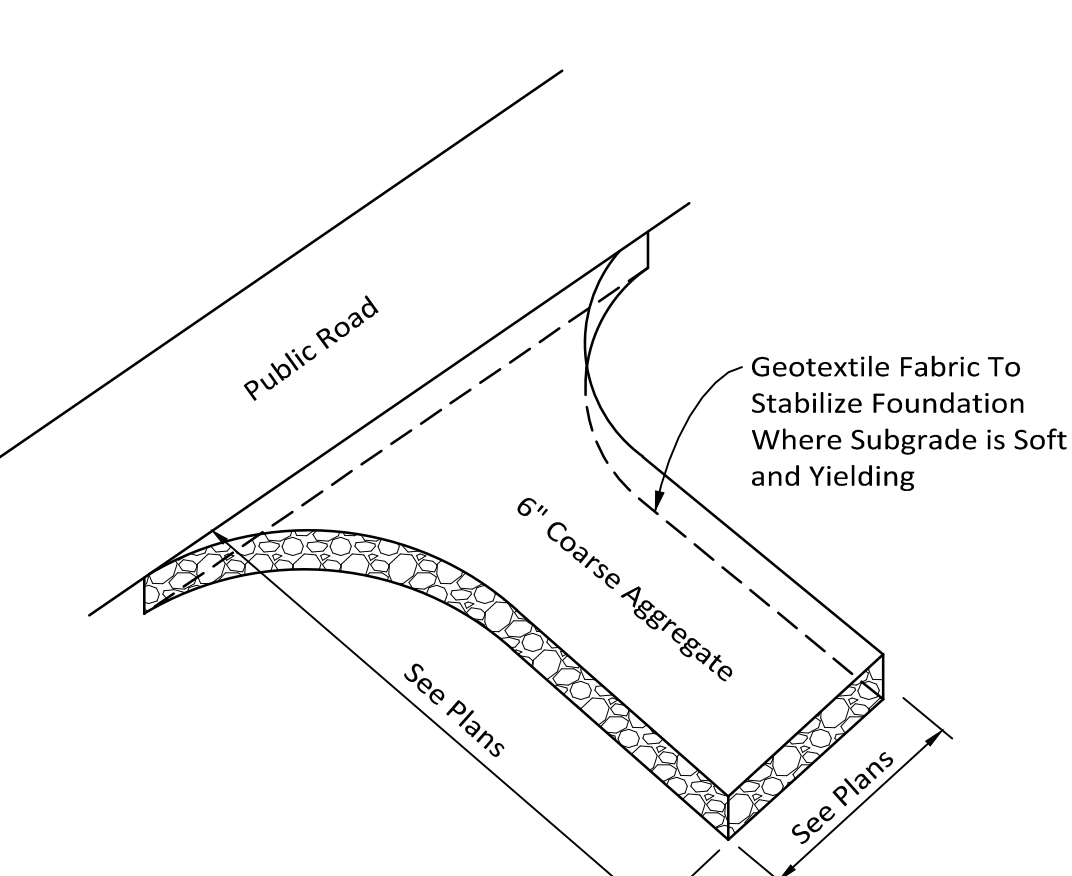 Public Road
Geotextile Fabric To
Stabilize Foundation
Where Subgrade is Soft
and Yielding
6" Coarse Aggregate
See Plans
See Plans